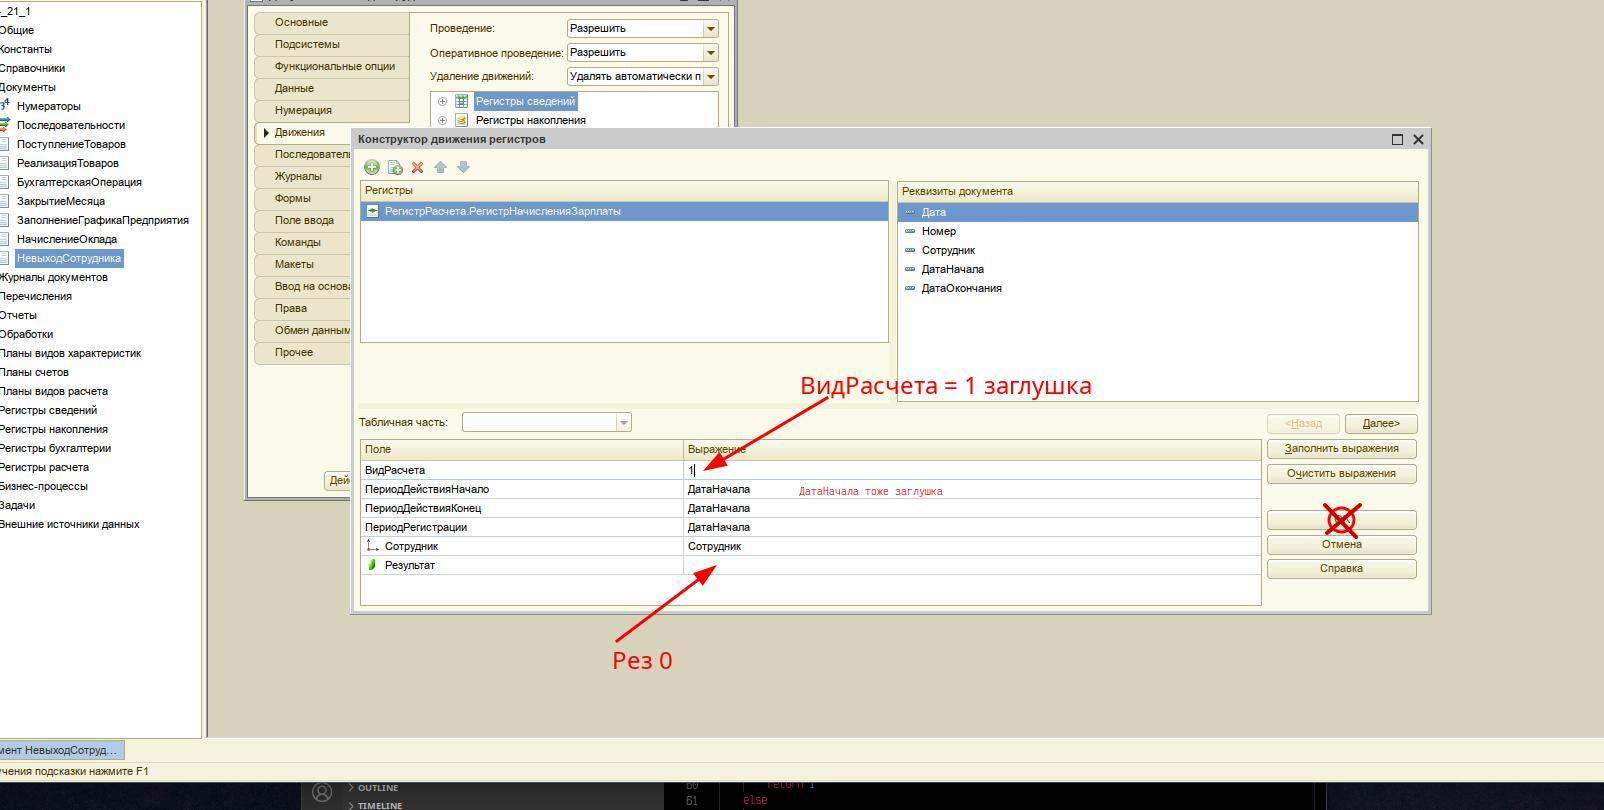 _21_1
Общие
Константы
Справочники
Документы
Нумераторы
Последовательности
ПоступлениеТоваров
РеализацияТоваров
БухгалтерскаяОперация
ЗакрытиеМесяца
ЗаполнениеГрафикаПредприятия
НачислениеОклада
НевыходСотрудника
Журналы документов
Перечисления
Отчеты
Обработки
Планы видов характеристик
Планы счетов
Планы видов расчета
Регистры сведений
Регистры накопления
Регистры бухгалтерии
Регистры расчета
Бизнес-процессы
Задачи
Внешние источники данных
Основные
Подсистемы
Функциональные опции
Данные
Нумерация
Движения
Последователь
Журналы
Формы
Поле ввода
Команды
Макеты
Ввод на основа
Права
Обмен данным
Прочее
Дей
Проведение: Разрешить
Оперативное проведение: Разрешить
Удаление движений: Удалять автоматически п
Регистры сведений
Регистры накопления
Конструктор движения регистров
Регистры
РегистрРасчета.РегистрНачисленияЗарплаты
Реквизиты документа
Дата
Номер
Сотрудник
ДатаНачала
ДатаОкончания
ВидРасчета = 1 заглушка
Табличная часть:
<Назад Далее>
Заполнить выражения
Очистить выражения
Отмена
Справка
Поле Выражение
ВидРасчета 1
ПериодДействияНачало ДатаНачала ДатаНачала тоже заглушка
ПериодДействияКонец ДатаНачала
ПериодРегистрации ДатаНачала
Сотрудник Сотрудник
Результат
Рез 0
мент НевыходСотруд...
учения подсказки нажмите F1
OUTLINE
TIMELINE
60 return 1
61 else